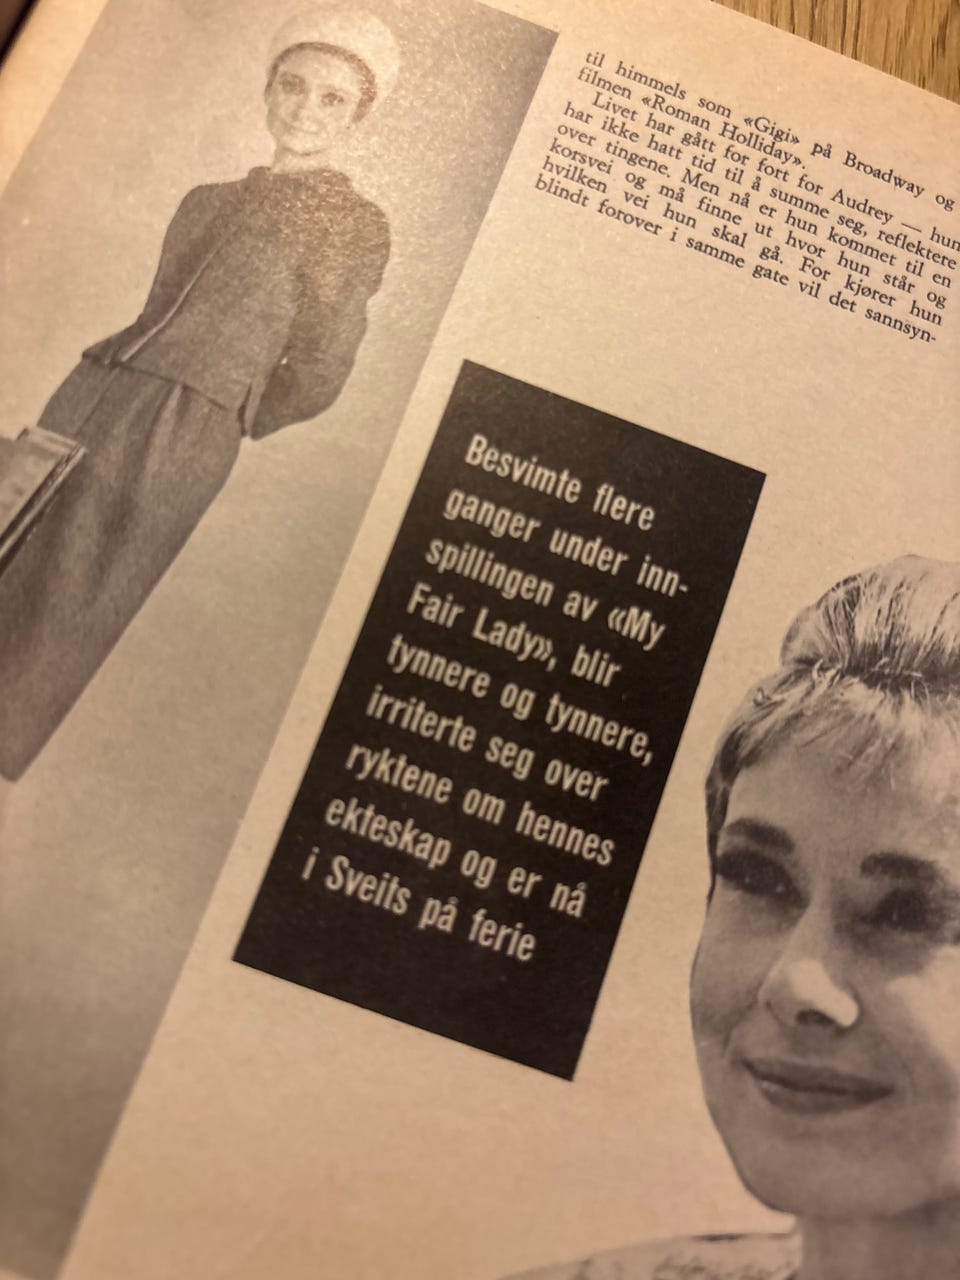 til himmels som «Gigi» på Broadway og
filmen «Roman Holliday».
Livet har gått for fort for Audrey — hun
har ikke hatt tid til å summe seg, reflektere
over tingene. Men nå er hun kommet til en
korsvei og må finne ut hvor hun står og
hvilken vei hun skal gå. For kjører hun
blindt forover i samme gate vil det sannsyn-
Besvimte flere
ganger under inn-
spillingen av «My
Fair Lady», blir
tynnere og tynnere,
irriterte seg over
ryktene om hennes
ekteskap og er nå
i Sveits på ferie